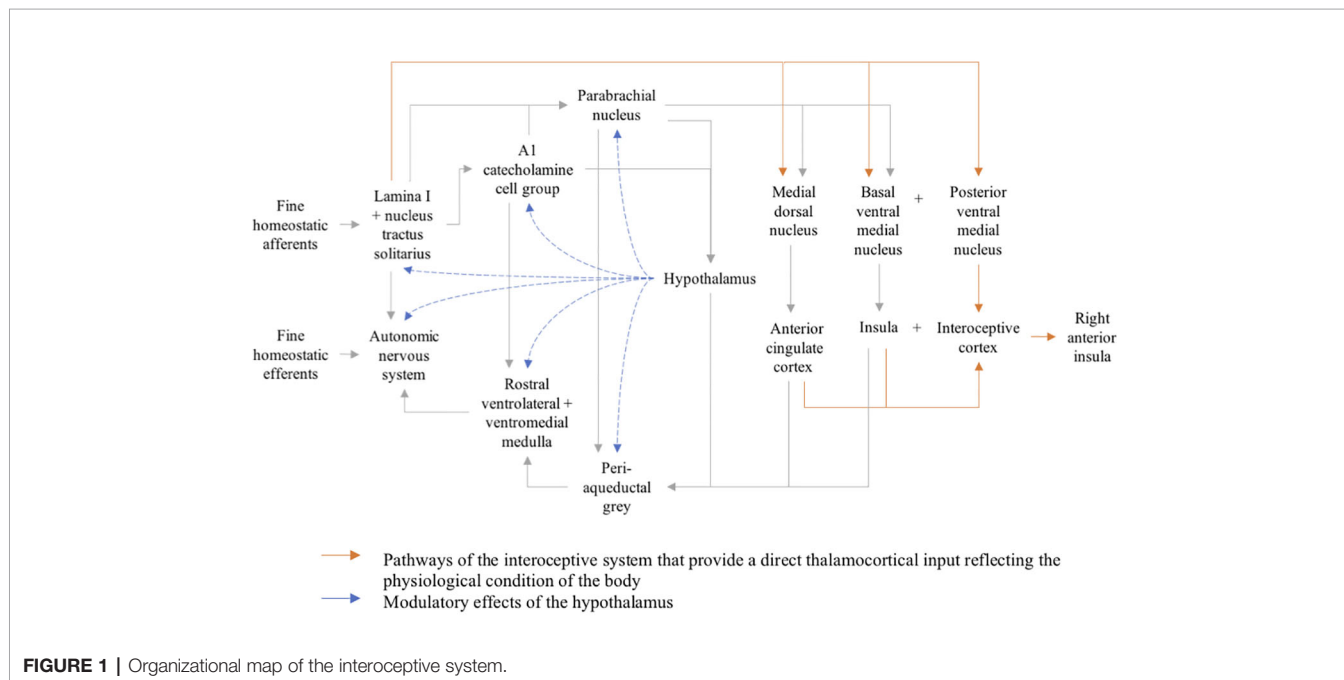 Parabrachial
nucleus
A1
catecholamine
cell group
Fine
homeostatic
afferents
Lamina I
+ nucleus
tractus
solitarius
Medial
dorsal
nucleus
Basal
ventral
medial
nucleus
+
Posterior
ventral
medial
nucleus
Hypothalamus
Fine
homeostatic
efferents
Autonomic
nervous
system
Anterior
cingulate
cortex
Insula
+
Interoceptive
cortex
Right
anterior
insula
Rostral
ventrolateral +
ventromedial
medulla
Peri-
aqueductal
grey
Pathways of the interoceptive system that provide a direct thalamocortical input reflecting the
physiological condition of the body
Modulatory effects of the hypothalamus
FIGURE 1 | Organizational map of the interoceptive system.